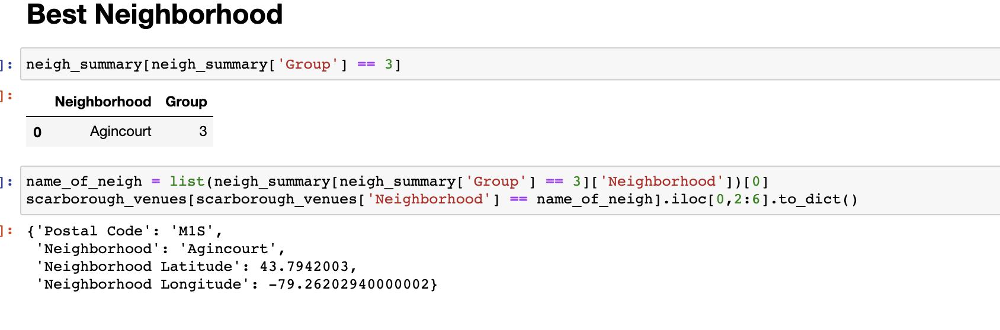 Best Neighborhood
]: neigh_summary[neigh_summary['Group'] == 3]
]:
Neighborhood Group
0 Agincourt 3
]: name_of_neigh = list(neigh_summary[neigh_summary['Group'] == 3]['Neighborhood'])[0]
scarborough_venues[scarborough_venues['Neighborhood'] == name_of_neigh].iloc[0,2:6].to_dict()
]: {'Postal Code': 'M1S',
'Neighborhood': 'Agincourt',
'Neighborhood Latitude': 43.7942003,
'Neighborhood Longitude': -79.26202940000002}